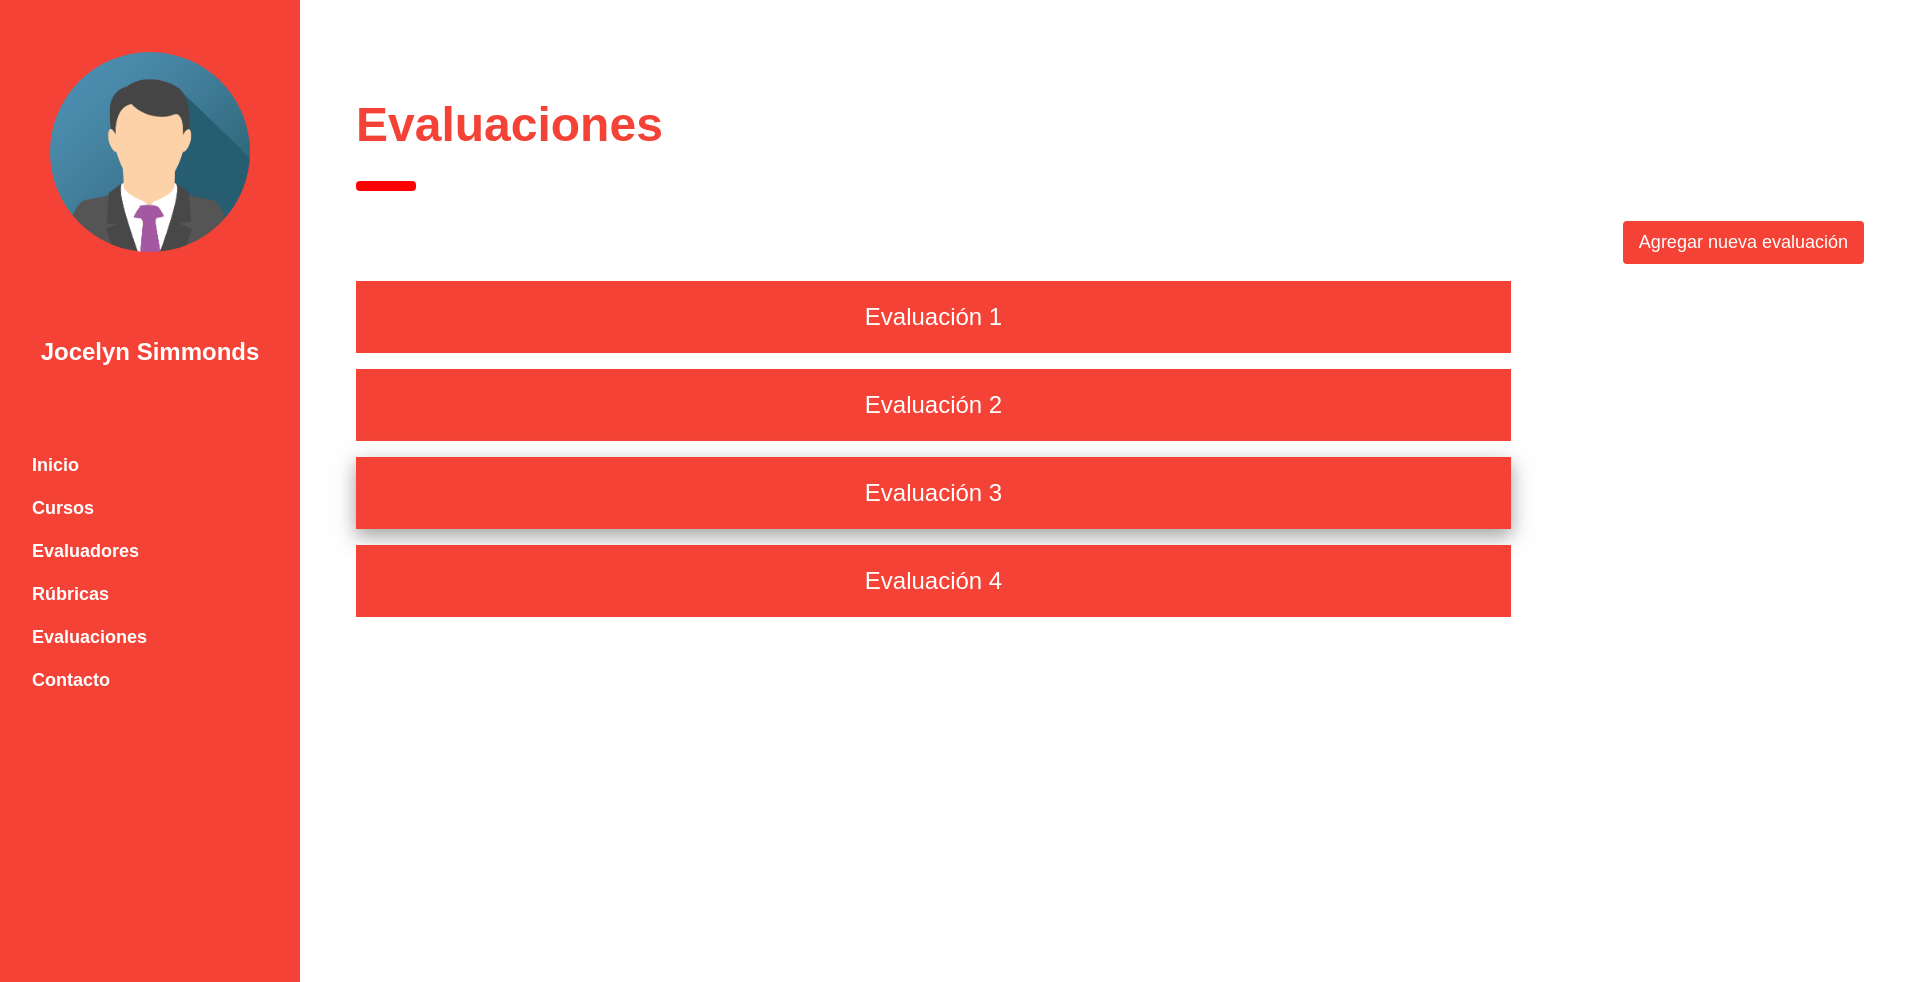 Jocelyn Simmonds
Inicio
Cursos
Evaluadores
Rúbricas
Evaluaciones
Contacto
Evaluaciones
Agregar nueva evaluación
Evaluación 1
Evaluación 2
Evaluación 3
Evaluación 4